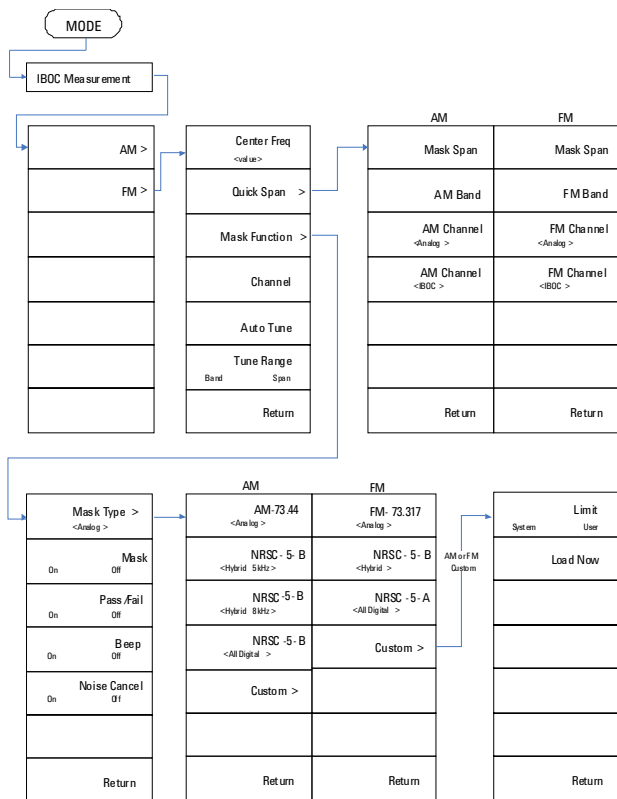 MODE
IBOC Measurement
AM >
FM >
Center Freq
<value>
Quick Span >
Mask Function >
Channel
Auto Tune
Tune Range
Band Span
Return
AM
Mask Span
AM Band
AM Channel
<Analog >
AM Channel
<IBOC >
Return
FM
Mask Span
FM Band
FM Channel
<Analog >
FM Channel
<IBOC >
Return
Mask Type >
<Analog >
Mask
On Off
Pass /Fail
On Off
Beep
On Off
Noise Cancel
On Off
Return
AM
AM-73.44
<Analog >
NRSC - 5- B
<Hybrid 5kHz >
NRSC -5- B
<Hybrid 8kHz >
NRSC -5- B
<All Digital >
Custom >
Return
FM
FM- 73.317
<Analog >
NRSC - 5- B
<Hybrid >
NRSC - 5- A
<All Digital >
Custom >
Return
AM or FM
Custom
Limit
System User
Load Now
Return